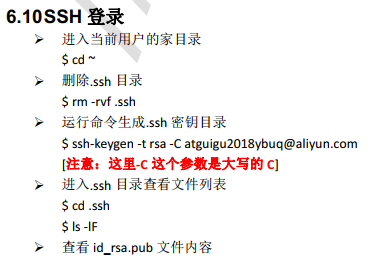 6.10SSH 登录
➢ 进入当前用户的家目录
$ cd ~
➢ 删除.ssh 目录
$ rm -rvf .ssh
➢ 运行命令生成.ssh 密钥目录
$ ssh-keygen -t rsa -C atguigu2018ybuq@aliyun.com
[注意：这里-C 这个参数是大写的 C]
➢ 进入.ssh 目录查看文件列表
$ cd .ssh
$ ls -lF
➢ 查看 id_rsa.pub 文件内容